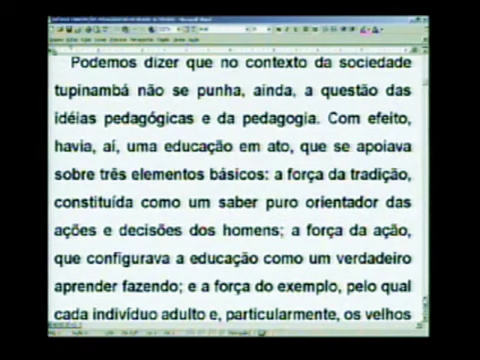 Podemos dizer que no contexto da sociedade
tupinambá não se punha, ainda, a questão das
idéias pedagógicas e da pedagogia. Com efeito,
havia, aí, uma educação em ato, que se apoiava
sobre três elementos básicos: a força da tradição,
constituída como um saber puro orientador das
ações e decisões dos homens; a força da ação,
que configurava a educação como um verdadeiro
aprender fazendo; e a força do exemplo, pelo qual
cada indivíduo adulto e, particularmente, os velhos